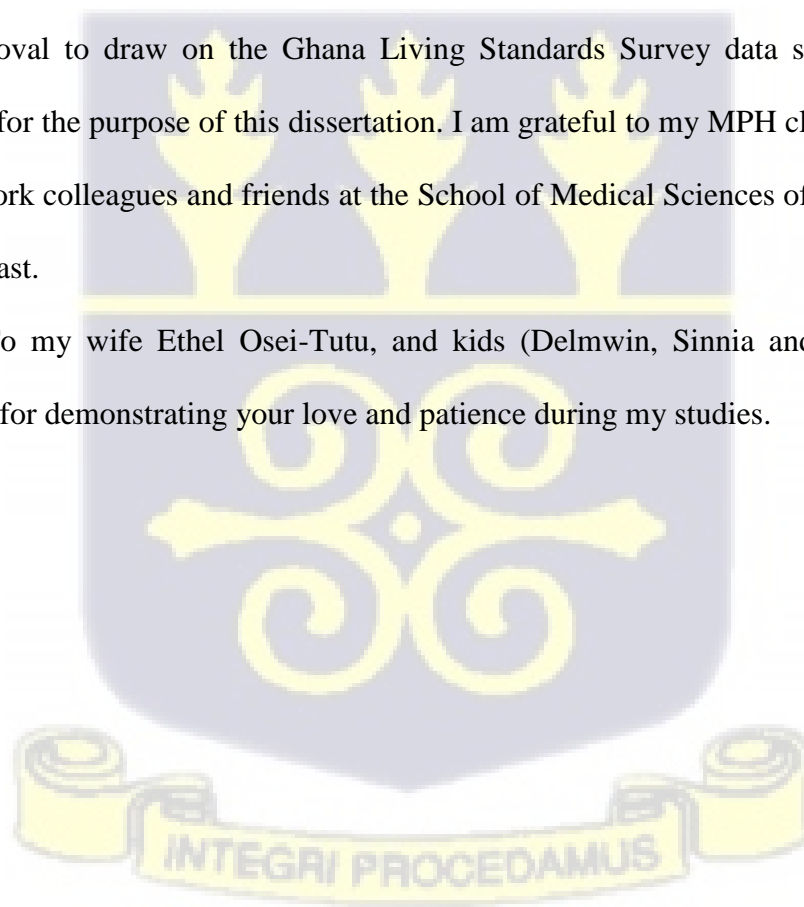 oval to draw on the Ghana Living Standards Survey data s
for the purpose of this dissertation. I am grateful to my MPH cl
ork colleagues and friends at the School of Medical Sciences of
ast.
o my wife Ethel Osei-Tutu, and kids (Delmwin, Sinnia and
for demonstrating your love and patience during my studies.
INTEGRI PROCEDAMUS